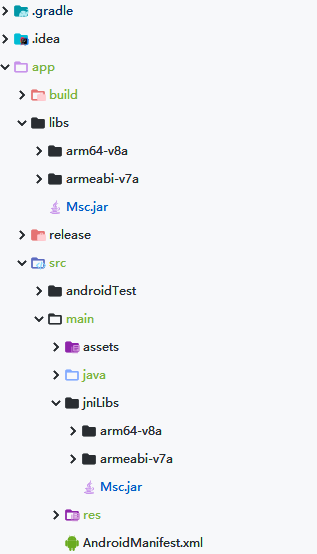 .gradle
.idea
app
build
libs
arm64-v8a
armeabi-v7a
Msc.jar
release
src
androidTest
main
assets
java
jniLibs
arm64-v8a
armeabi-v7a
Msc.jar
res
AndroidManifest.xml